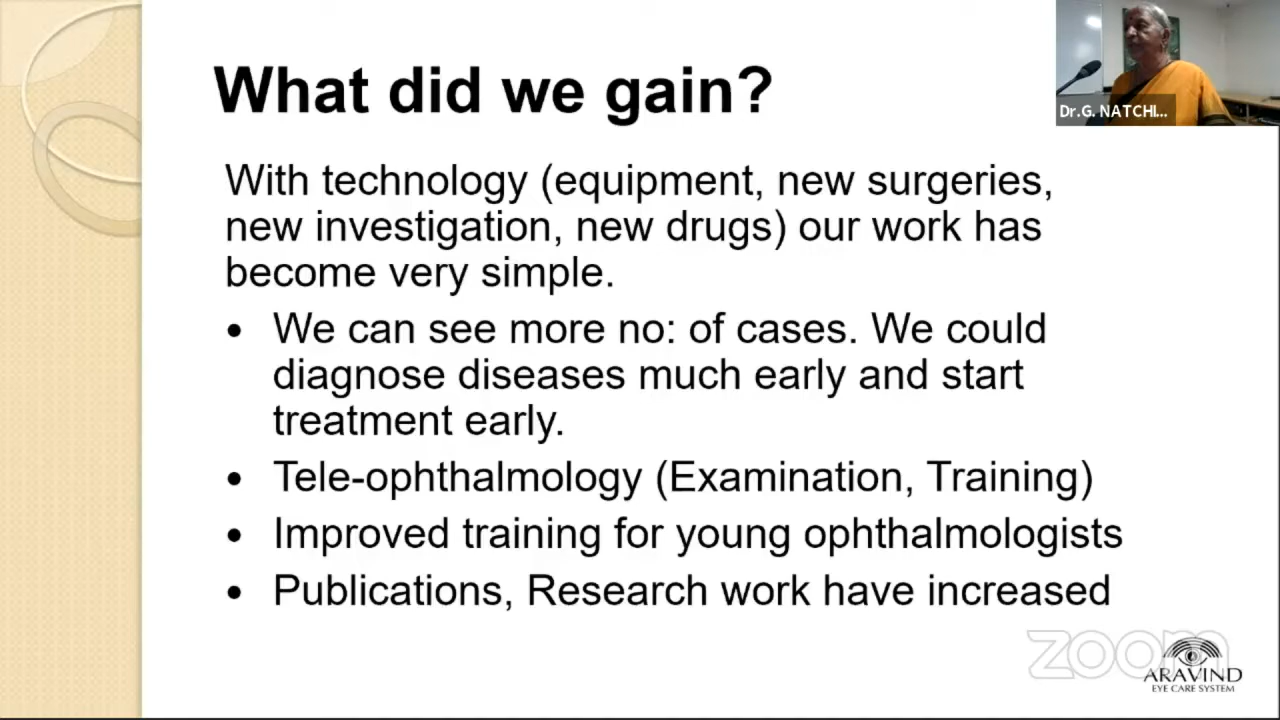 What did we gain?
Dr.G. NATCHI...
With technology (equipment, new surgeries,
new investigation, new drugs) our work has
become very simple.
• We can see more no: of cases. We could
diagnose diseases much early and start
treatment early.
• Tele-ophthalmology (Examination, Training)
• Improved training for young ophthalmologists
• Publications, Research work have increased
zoom
ARAVIND
EYE CARE SYSTEM